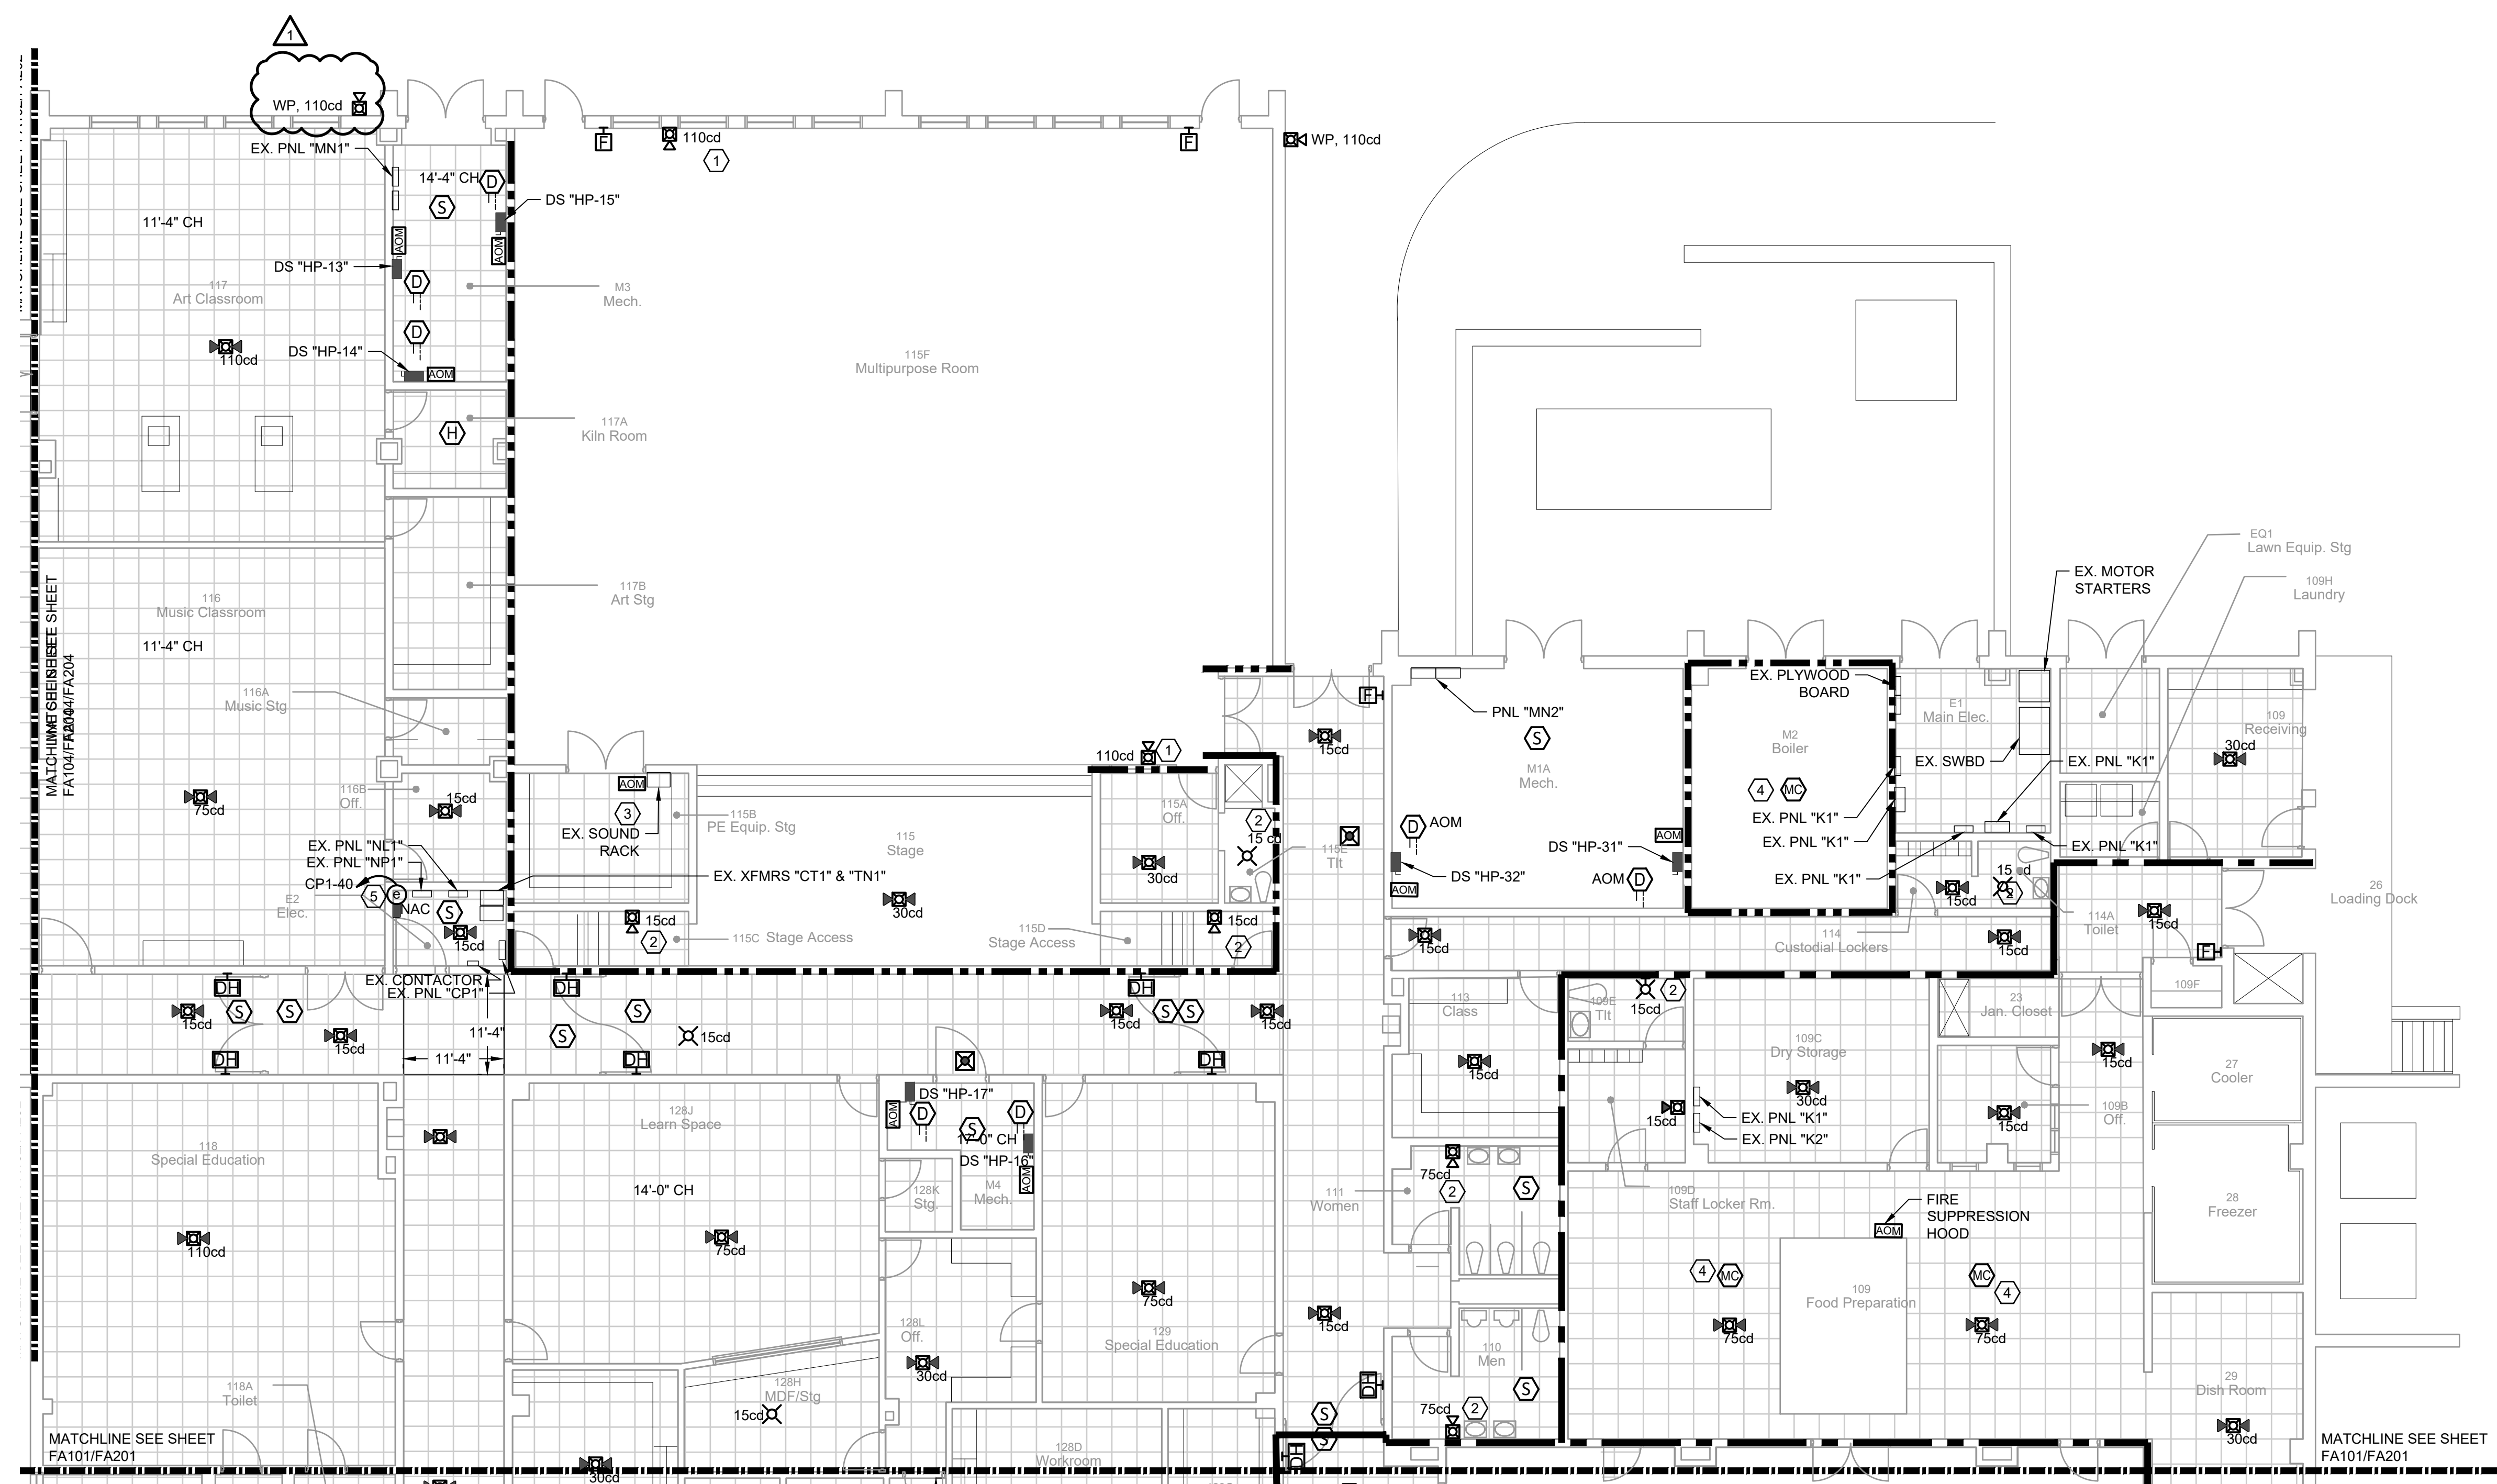 1
WP, 110cd
EX. PNL "MN1"
14'-4" CH
D
S
110cd
1
F
F
WP, 110cd
DS "HP-15"
11'-4" CH
AOM
AOM
DS "HP-13"
D
117
Art Classroom
M3
Mech.
D
DS "HP-14"
AOM
110cd
115F
Multipurpose Room
117A
Kiln Room
H
117B
Art Stg
116
Music Classroom
11'-4" CH
MATCHLINE SEE SHEET
FA104/FA204
116A
Music Stg
EQ1
Lawn Equip. Stg
109H
Laundry
EX. MOTOR
STARTERS
EX. PLYWOOD
BOARD
F
PNL "MN2"
S
E1
Main Elec.
109
Receiving
M2
Boiler
15cd
110cd
1
30cd
EX. SWBD
EX. PNL "K1"
M1A
Mech.
4
MC
EX. PNL "K1"
EX. PNL "K1"
EX. PNL "K1"
EX. PNL "K1"
116B
Off.
15cd
75cd
AOM
3
115B
PE Equip. Stg
EX. SOUND
RACK
115
Stage
115A
Off.
2
15 cd
115E
Tlt
D
AOM
AOM
DS "HP-31"
DS "HP-32"
AOM
AOM
D
EX. PNL "NL1"
EX. PNL "NP1"
CP1-40
5
e
NAC
E2
Elec.
S
15cd
EX. XFMRS "CT1" & "TN1"
30cd
30cd
15cd
2
115C Stage Access
115D
Stage Access
15cd
2
15cd
2
15 cd
114A
Toilet
114
Custodial Lockers
15cd
15cd
15cd
F
26
Loading Dock
EX. CONTACTOR
EX. PNL "CP1"
DH
S
S
15cd
15cd
DH
11'-4"
11'-4"
DH
S
S
15cd
DH
DH
S
S
15cd
15cd
DH
113
Class
15cd
109E
Tlt
15cd
2
109C
Dry Storage
30cd
23
Jan. Closet
109F
15cd
27
Cooler
15cd
EX. PNL "K1"
EX. PNL "K2"
15cd
109B
Off.
118
Special Education
110cd
128J
Learn Space
14'-0" CH
75cd
DS "HP-17"
AOM
D
S
D
17'-0" CH
DS "HP-16"
AOM
M4
Mech.
128K
Stg.
75cd
2
111
Women
S
109D
Staff Locker Rm.
FIRE
SUPPRESSION
HOOD
AOM
28
Freezer
75cd
129
Special Education
15cd
4
MC
MC
4
109
Food Preparation
75cd
75cd
128L
Off.
30cd
110
Men
S
DH
118A
Toilet
128H
MDF/Stg
15cd
75cd
2
S
S
DH
29
Dish Room
30cd
128D
Workroom
30cd
MATCHLINE SEE SHEET
FA101/FA201
MATCHLINE SEE SHEET
FA101/FA201